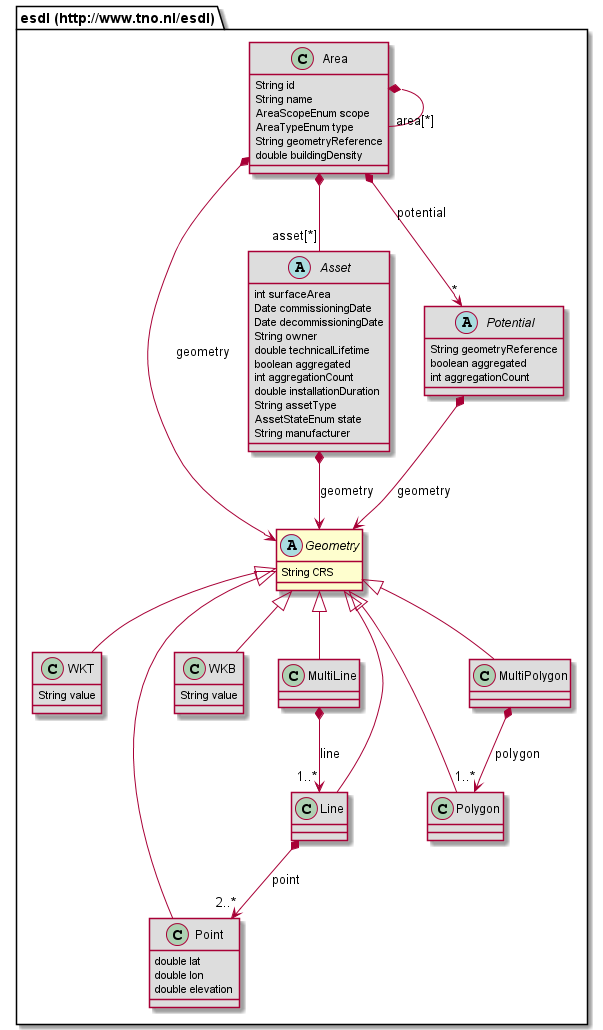 esdl (http://www.tno.nl/esdl)
C Area
String id
String name
AreaScopeEnum scope
AreaTypeEnum type
String geometryReference
double buildingDensity
area[*]
potential
asset[*]
*
A Asset
int surfaceArea
Date commissioningDate
Date decommissioningDate
String owner
double technicalLifetime
boolean aggregated
int aggregationCount
double installationDuration
String assetType
AssetStateEnum state
String manufacturer
A Potential
String geometryReference
boolean aggregated
int aggregationCount
geometry
geometry
geometry
A Geometry
String CRS
C WKT
String value
C WKB
String value
C MultiLine
C MultiPolygon
line
1..*
polygon
1..*
C Line
C Polygon
point
2..*
C Point
double lat
double lon
double elevation